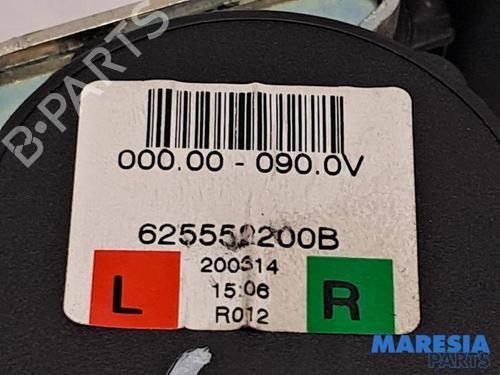 B-PARTS
000.00 - 090.0V
625552200B
200314
15:06
R012
L
R
MARESIA
Parts